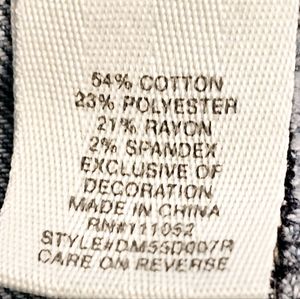 54% COTTON
23% POLYESTER
21% RAYON
2% SPANDEX
EXCLUSIVE OF
DECORATION
MADE IN CHINA
RN#111052
STYLE#DM55D007R
CARE ON REVERSE